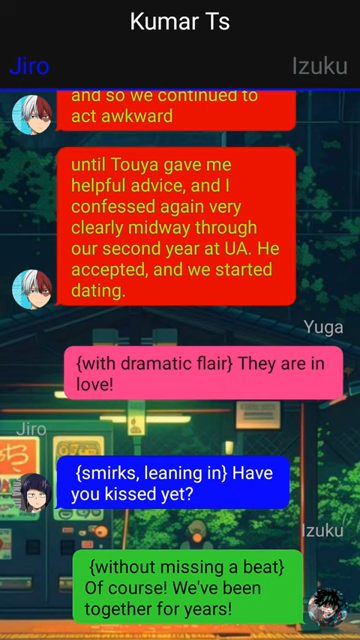 Kumar Ts
Jiro
Izuku
and so we continued to
act awkward
until Touya gave me
helpful advice, and I
confessed again very
clearly midway through
our second year at UA. He
accepted, and we started
dating.
Yuga
{with dramatic flair} They are in
love!
Jiro
{smirks, leaning in} Have
you kissed yet?
Izuku
{without missing a beat}
Of course! We've been
together for years!